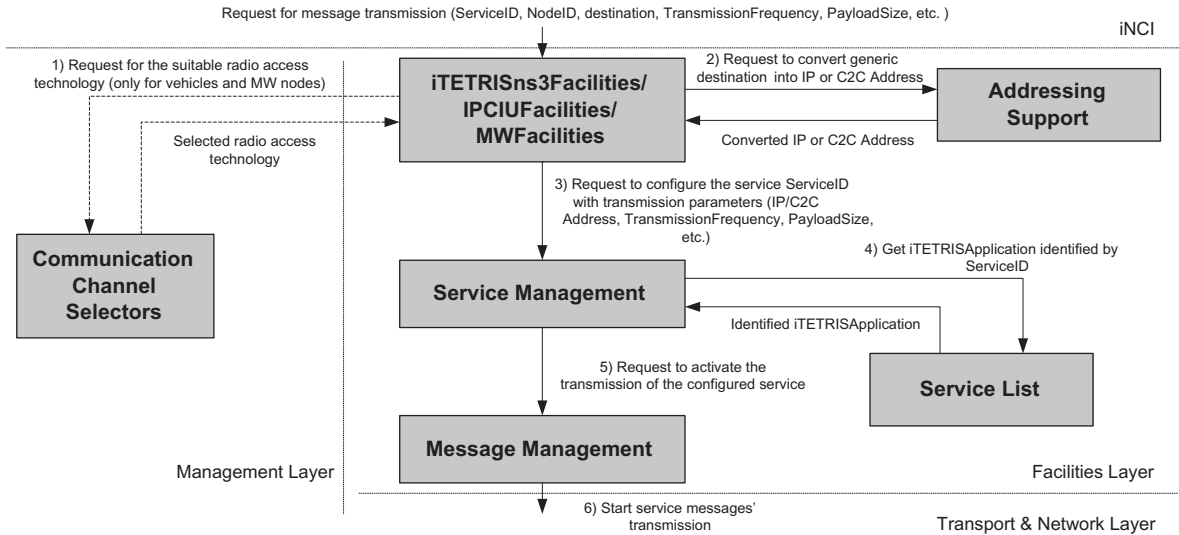 Request for message transmission (ServiceID, NodeID, destination, TransmissionFrequency, PayloadSize, etc. )
iNCI
1) Request for the suitable radio access
technology (only for vehicles and MW nodes)
Selected radio access
technology
iTETRISns3Facilities/
IPCIUFacilities/
MWFacilities
2) Request to convert generic
destination into IP or C2C Address
Converted IP or C2C Address
Addressing
Support
3) Request to configure the service ServiceID
with transmission parameters (IP/C2C
Address, TransmissionFrequency, PayloadSize,
etc.)
Communication
Channel
Selectors
Service Management
4) Get iTETRISApplication identified by
ServiceID
Identified iTETRISApplication
5) Request to activate the
transmission of the configured service
Service List
Message Management
Management Layer
Facilities Layer
6) Start service messages’
transmission
Transport & Network Layer